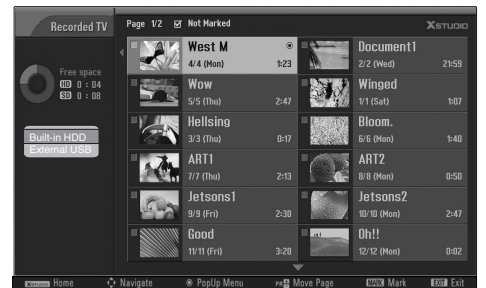 Recorded TV
Page 1/2 Not Marked
XSTUDIO
Free space
HD 0 : 04
SD 0 : 08
Built-in HDD
External USB
West M
4/4 (Mon) 1:23
Document1
2/2 (Wed) 21:59
Wow
5/5 (Thu) 2:47
Winged
1/1 (Sat) 1:07
Hellsing
3/3 (Thu) 0:17
Bloom.
6/6 (Mon) 1:40
ART1
7/7 (Thu) 2:13
ART2
8/8 (Mon) 0:50
Jetsons1
9/9 (Fri) 2:30
Jetsons2
10/10 (Mon) 2:47
Good
11/11 (Fri) 3:20
Oh!!
12/12 (Mon) 0:02
XSTUDIO Home Navigate PopUp Menu PR Move Page MARK Mark EXIT Exit